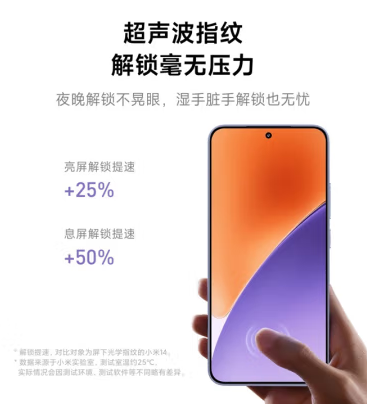 超声波指纹
解锁毫无压力
夜晚解锁不晃眼，湿手脏手解锁也无忧
亮屏解锁提速
+25%
息屏解锁提速
+50%
* 解锁提速，对比对象为屏下光学指纹的小米14。
* 数据来源于小米实验室，测试室温约25℃，
实际情况会因测试环境、测试软件等不同略有差异。